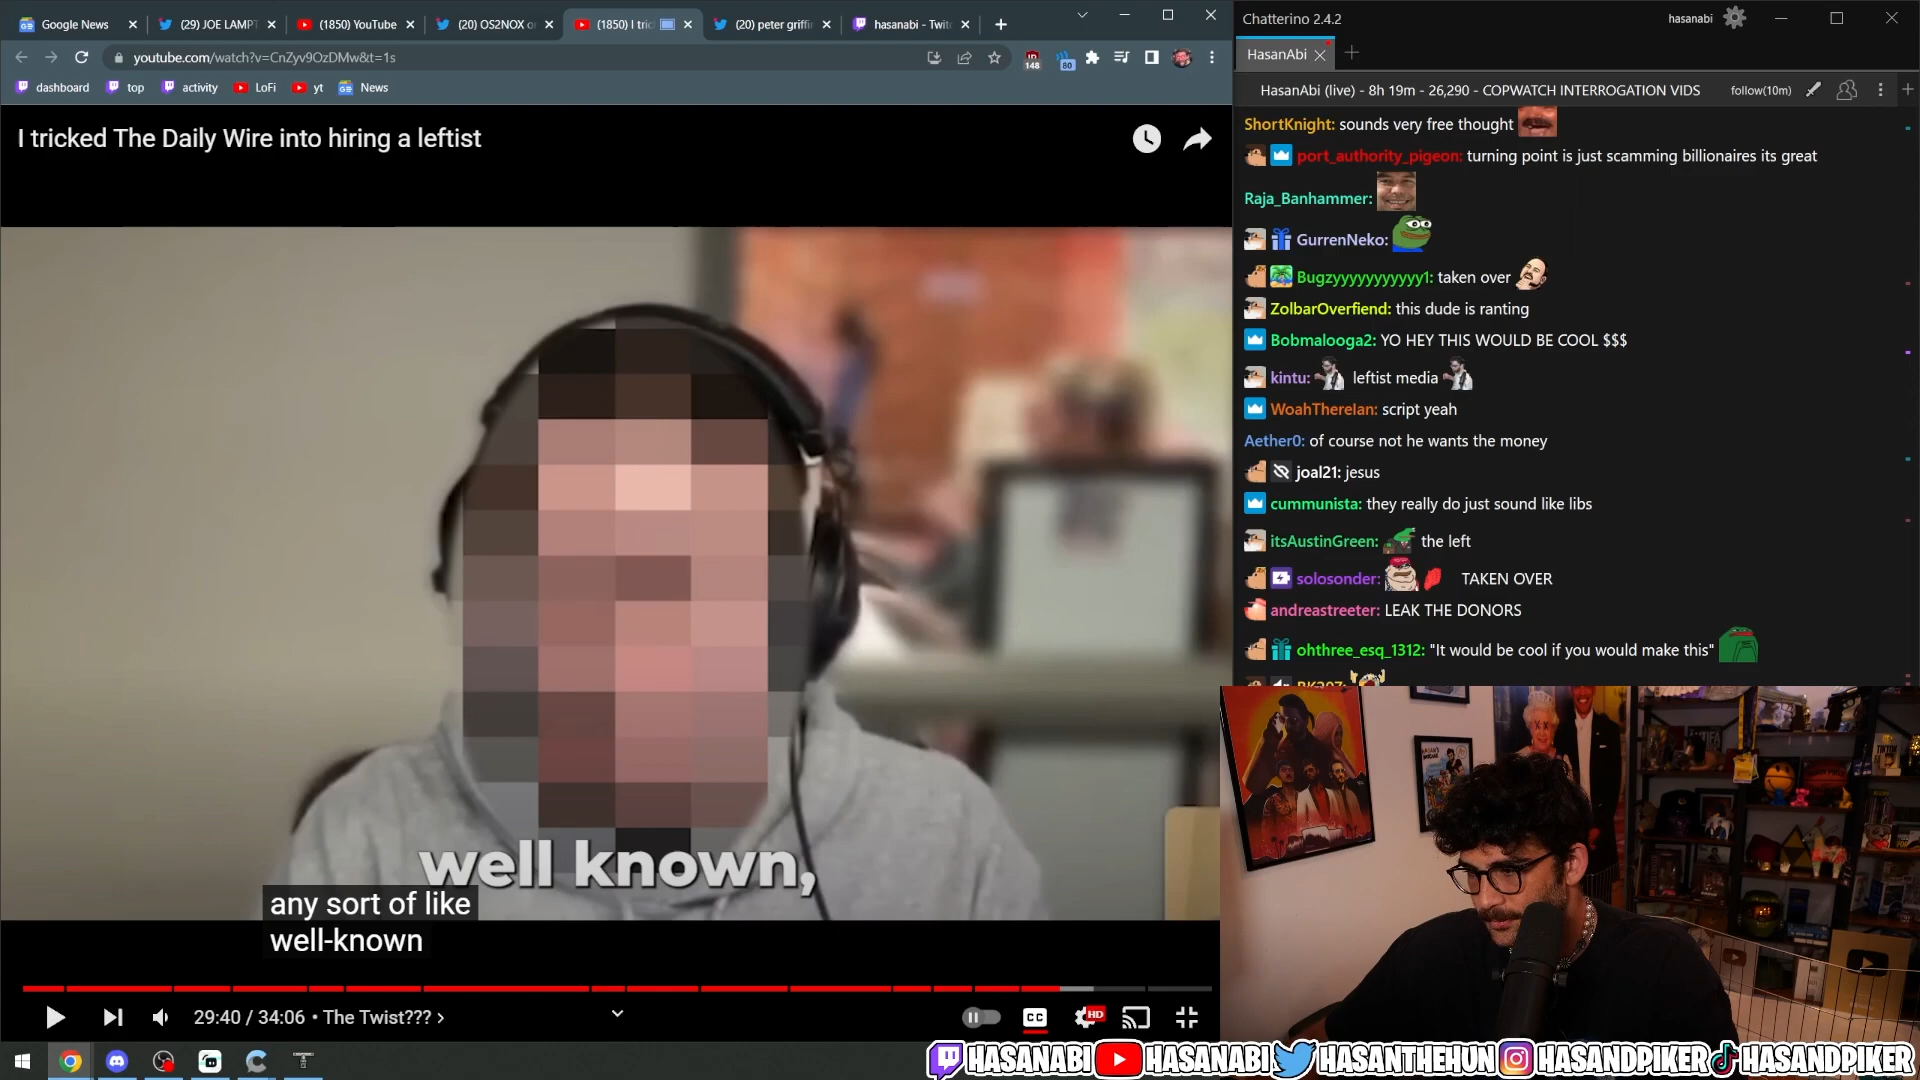 Google News
(29) JOE LAMPT
(1850) YouTube
(20) OS2NOX o
(1850) I tric
(20) peter griffi
hasanabi - Twitc
youtube.com/watch?v=CnZyv9OzDMw&t=1s
148
80
dashboard
top
activity
LoFi
yt
News
I tricked The Daily Wire into hiring a leftist
well known,
any sort of like
well-known
29:40 / 34:06 • The Twist???
CC
HD
Chatterino 2.4.2
hasanabi
HasanAbi
HasanAbi (live) - 8h 19m - 26,290 - COPWATCH INTERROGATION VIDS
follow(10m)
ShortKnight: sounds very free thought
port_authority_pigeon: turning point is just scamming billionaires its great
Raja_Banhammer:
GurrenNeko:
Bugzyyyyyyyyyyy1: taken over
ZolbarOverfiend: this dude is ranting
Bobmalooga2: YO HEY THIS WOULD BE COOL $$$
kintu: leftist media
WoahThereIan: script yeah
Aether0: of course not he wants the money
joal21: jesus
cummunista: they really do just sound like libs
itsAustinGreen: the left
solosonder: TAKEN OVER
andreastreeter: LEAK THE DONORS
ohthree_esq_1312: "It would be cool if you would make this"
HASANABI
HASANABI
HASANTHEHUN
HASANDPIKER
HASANDPIKER